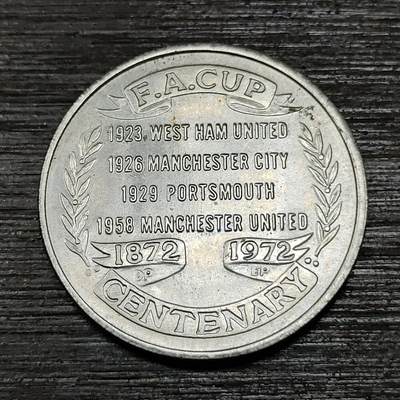 F.A.CUP
1923. WEST HAM UNITED
1926 MANCHESTER CITY
1929 PORTSMOUTH
1958 MANCHESTER UNITED
1872 1972
CENTENARY